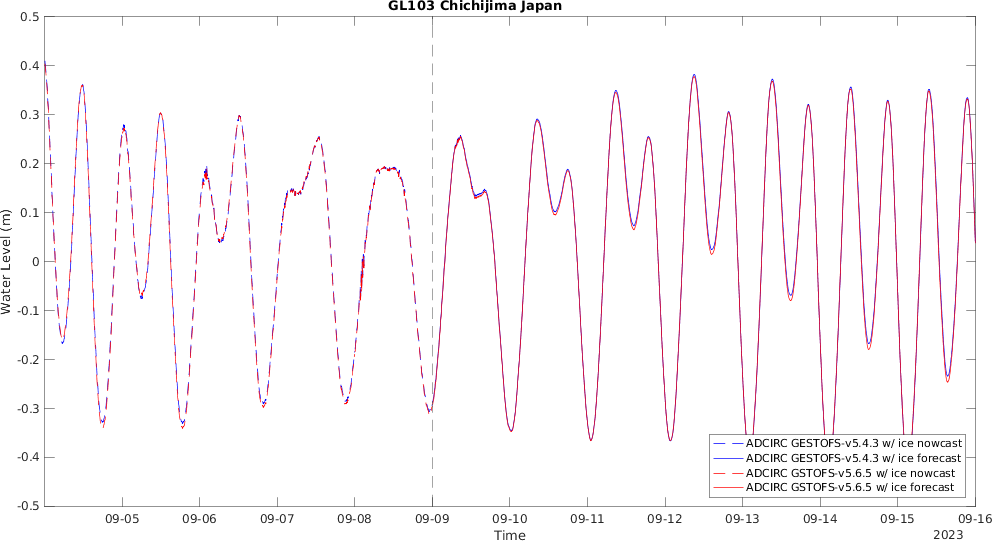 GL103 Chichijima Japan
0.5
0.4
0.3
0.2
0.1
0
-0.1
-0.2
-0.3
-0.4
-0.5
Water Level (m)
ADCIRC GESTOFS-v5.4.3 w/ ice nowcast
ADCIRC GESTOFS-v5.4.3 w/ ice forecast
ADCIRC GSTOFS-v5.6.5 w/ ice nowcast
ADCIRC GSTOFS-v5.6.5 w/ ice forecast
09-05 09-06 09-07 09-08 09-09 09-10 09-11 09-12 09-13 09-14 09-15 09-16
Time
2023